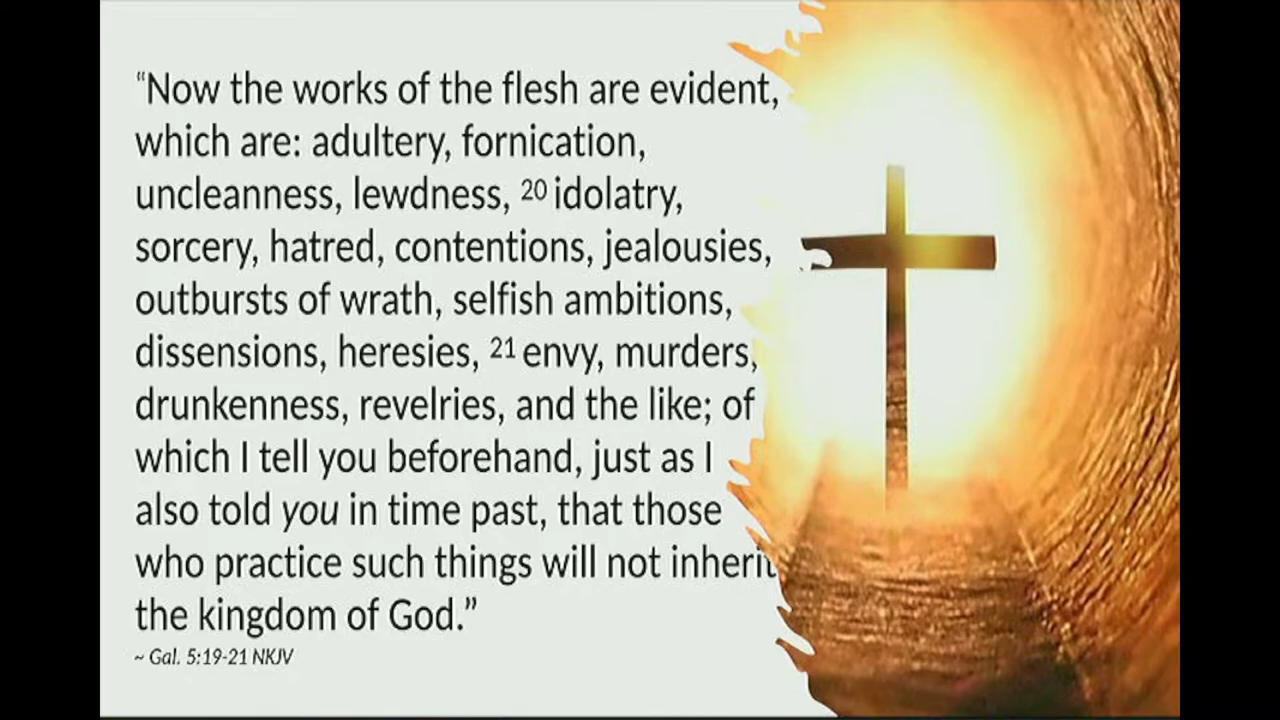 “Now the works of the flesh are evident,
which are: adultery, fornication,
uncleanness, lewdness, 20 idolatry,
sorcery, hatred, contentions, jealousies,
outbursts of wrath, selfish ambitions,
dissensions, heresies, 21 envy, murders,
drunkenness, revelries, and the like; of
which I tell you beforehand, just as I
also told you in time past, that those
who practice such things will not inherit
the kingdom of God.”
~ Gal. 5:19-21 NKJV